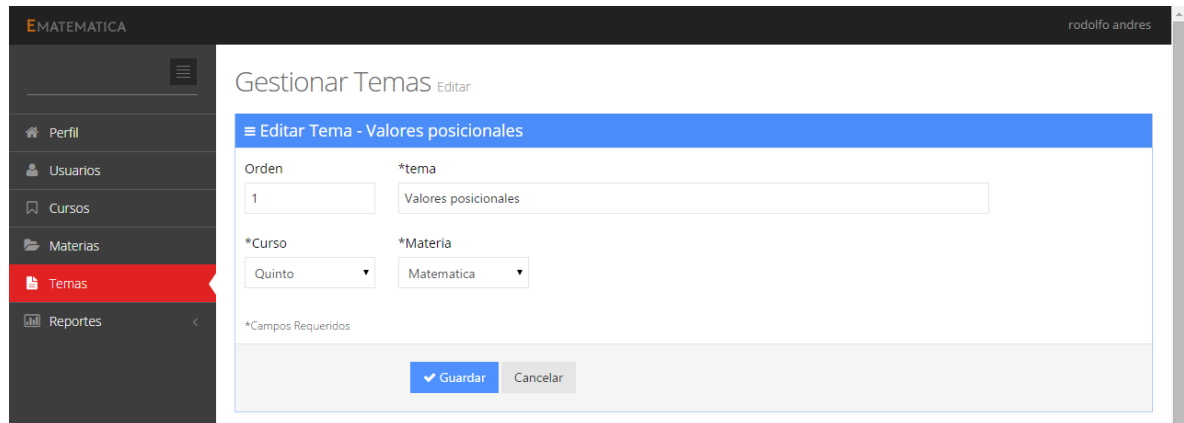 EMATEMATICA
rodolfo andres
Perfil
Usuarios
Cursos
Materias
Temas
Reportes
Gestionar Temas Editar
Editar Tema - Valores posicionales
Orden *tema
1 Valores posicionales
*Curso *Materia
Quinto Matematica
*Campos Requeridos
Guardar Cancelar